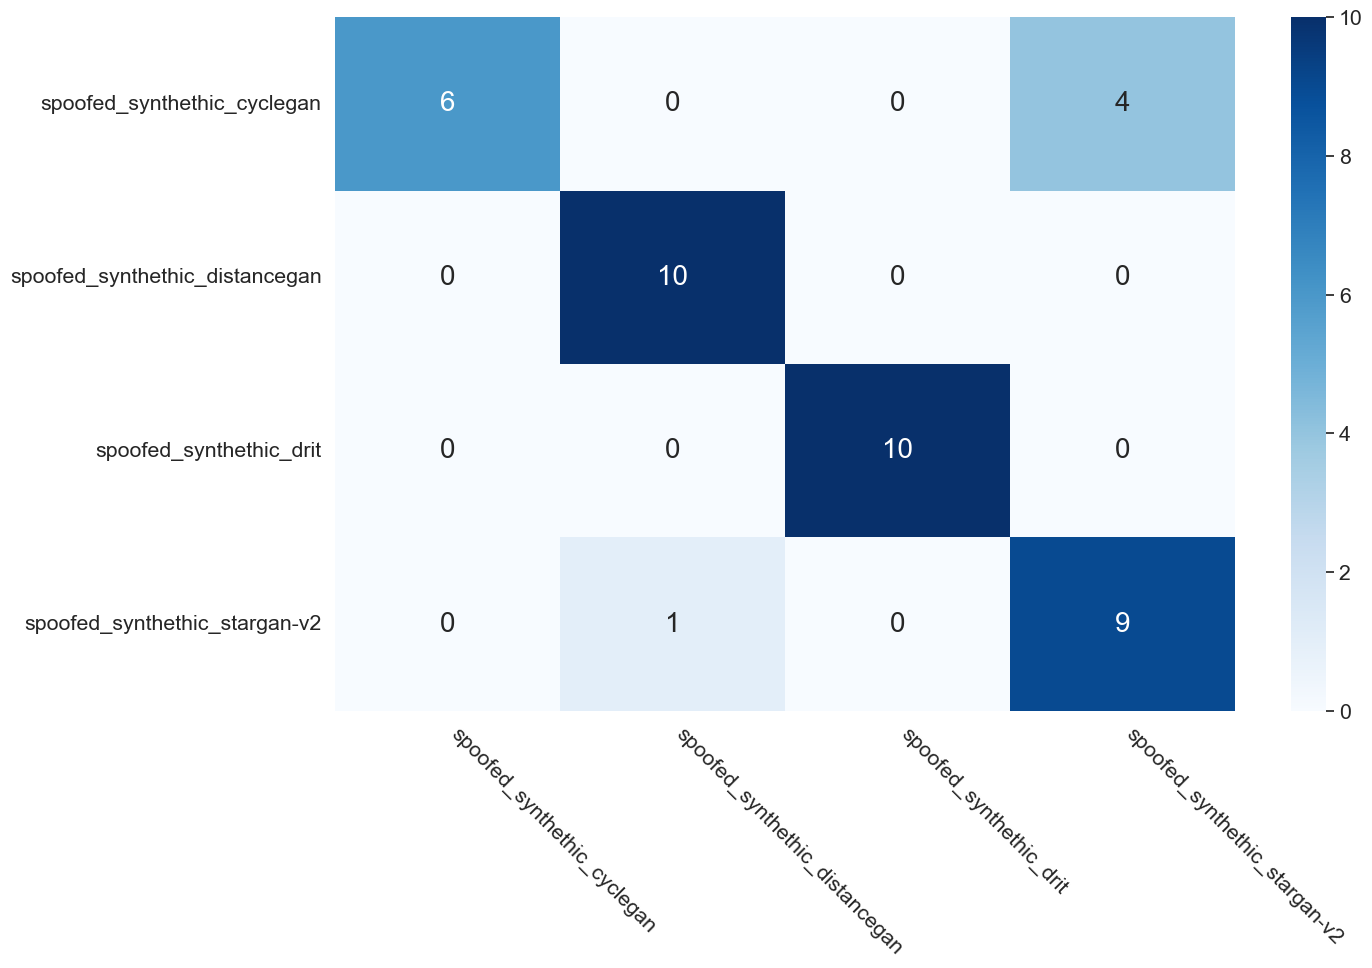 spoofed_synthethic_cyclegan 6 0 0 4
spoofed_synthethic_distancegan 0 10 0 0
spoofed_synthethic_drit 0 0 10 0
spoofed_synthethic_stargan-v2 0 1 0 9
spoofed_synthethic_cyclegan
spoofed_synthethic_distancegan
spoofed_synthethic_drit
spoofed_synthethic_stargan-v2
10
8
6
4
2
0